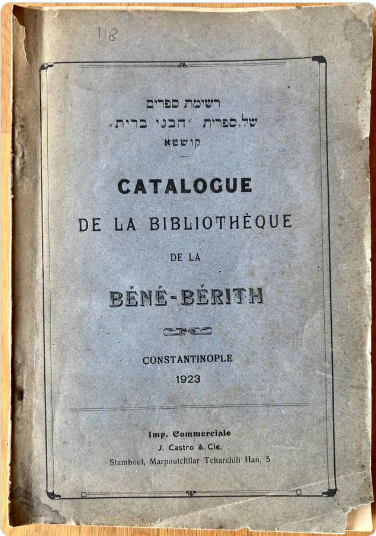 118
רשימת ספרים
של ספרית "הבני ברית"
קושטא
CATALOGUE
DE LA BIBLIOTHÈQUE
DE LA
BÉNÉ-BÉRITH
CONSTANTINOPLE
1923
Imp. Commerciale
J. Castro & Cie.
Stamboul, Marpoutchilar Tcharchili Han, 5